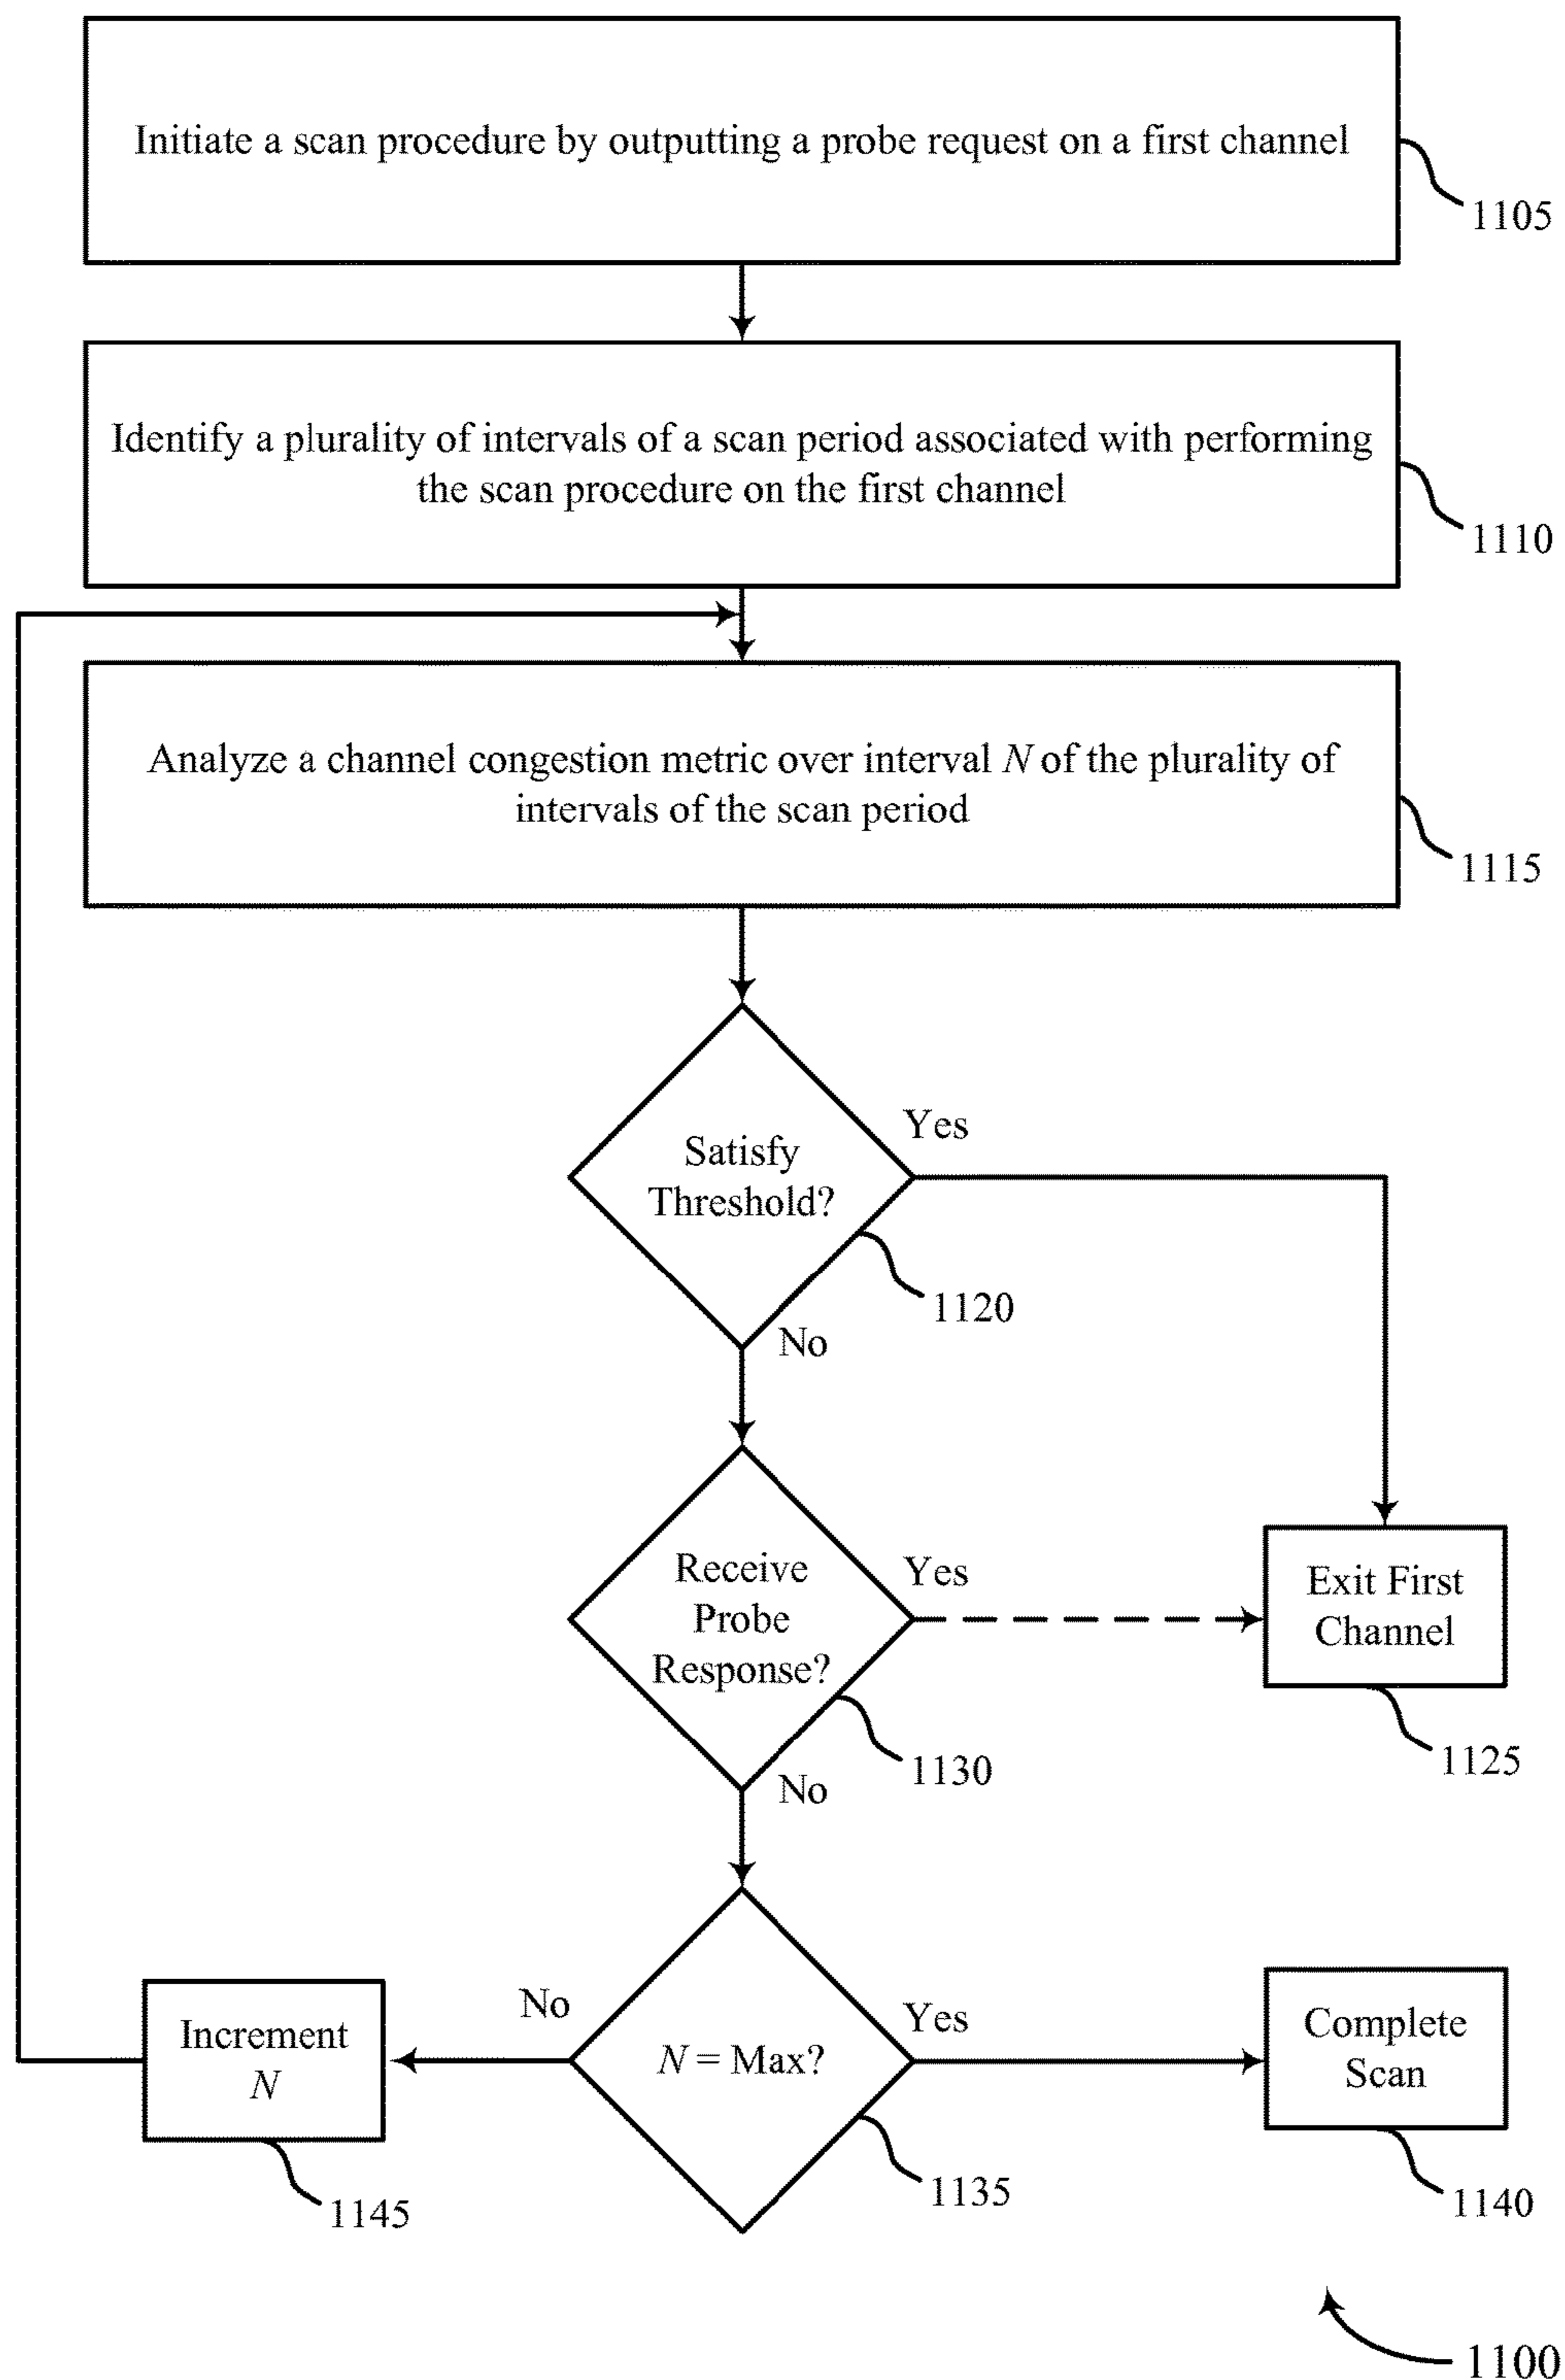 Initiate a scan procedure by outputting a probe request on a first channel
1105
Identify a plurality of intervals of a scan period associated with performing
the scan procedure on the first channel
1110
Analyze a channel congestion metric over interval N of the plurality of
intervals of the scan period
1115
Satisfy
Threshold?
Yes
1120
No
Receive
Probe
Response?
Yes
Exit First
Channel
1130
1125
No
N = Max?
No
Yes
Increment
N
Complete
Scan
1145
1135
1140
1100